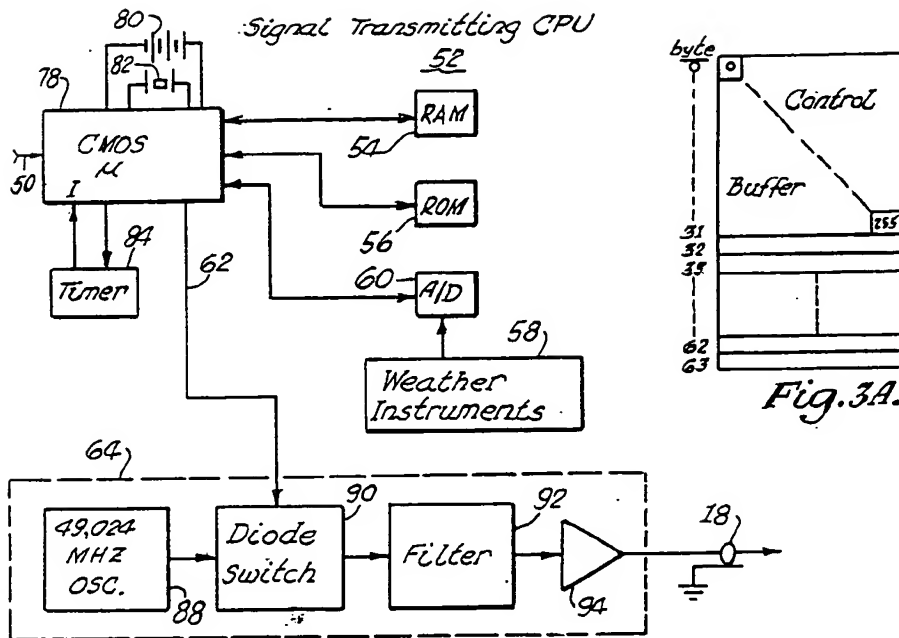 Signal Transmitting CPU
52
80
82
78
CMOS
μ
I
50
84
Timer
62
RAM
54
ROM
56
60
A/D
58
Weather
Instruments
byte
0
0
Control
Buffer
255
31
32
33
62
63
Fig. 3A.
64
49,024
MHZ
OSC.
88
90
Diode
Switch
92
Filter
94
18